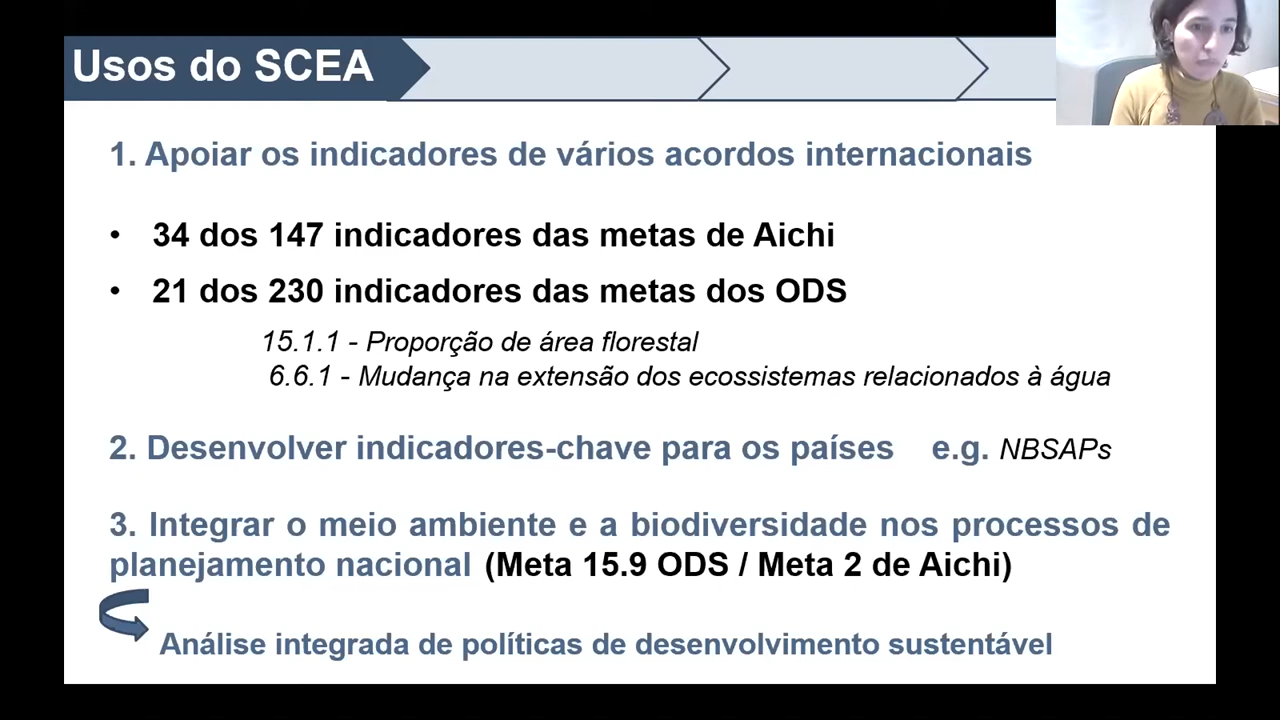 Usos do SCEA
1. Apoiar os indicadores de vários acordos internacionais
• 34 dos 147 indicadores das metas de Aichi
• 21 dos 230 indicadores das metas dos ODS
15.1.1 - Proporção de área florestal
6.6.1 - Mudança na extensão dos ecossistemas relacionados à água
2. Desenvolver indicadores-chave para os países e.g. NBSAPs
3. Integrar o meio ambiente e a biodiversidade nos processos de
planejamento nacional (Meta 15.9 ODS / Meta 2 de Aichi)
Análise integrada de políticas de desenvolvimento sustentável